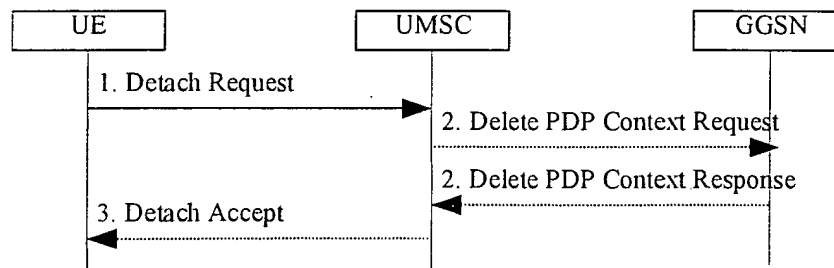 UE UMSC GGSN
1. Detach Request
2. Delete PDP Context Request
2. Delete PDP Context Response
3. Detach Accept